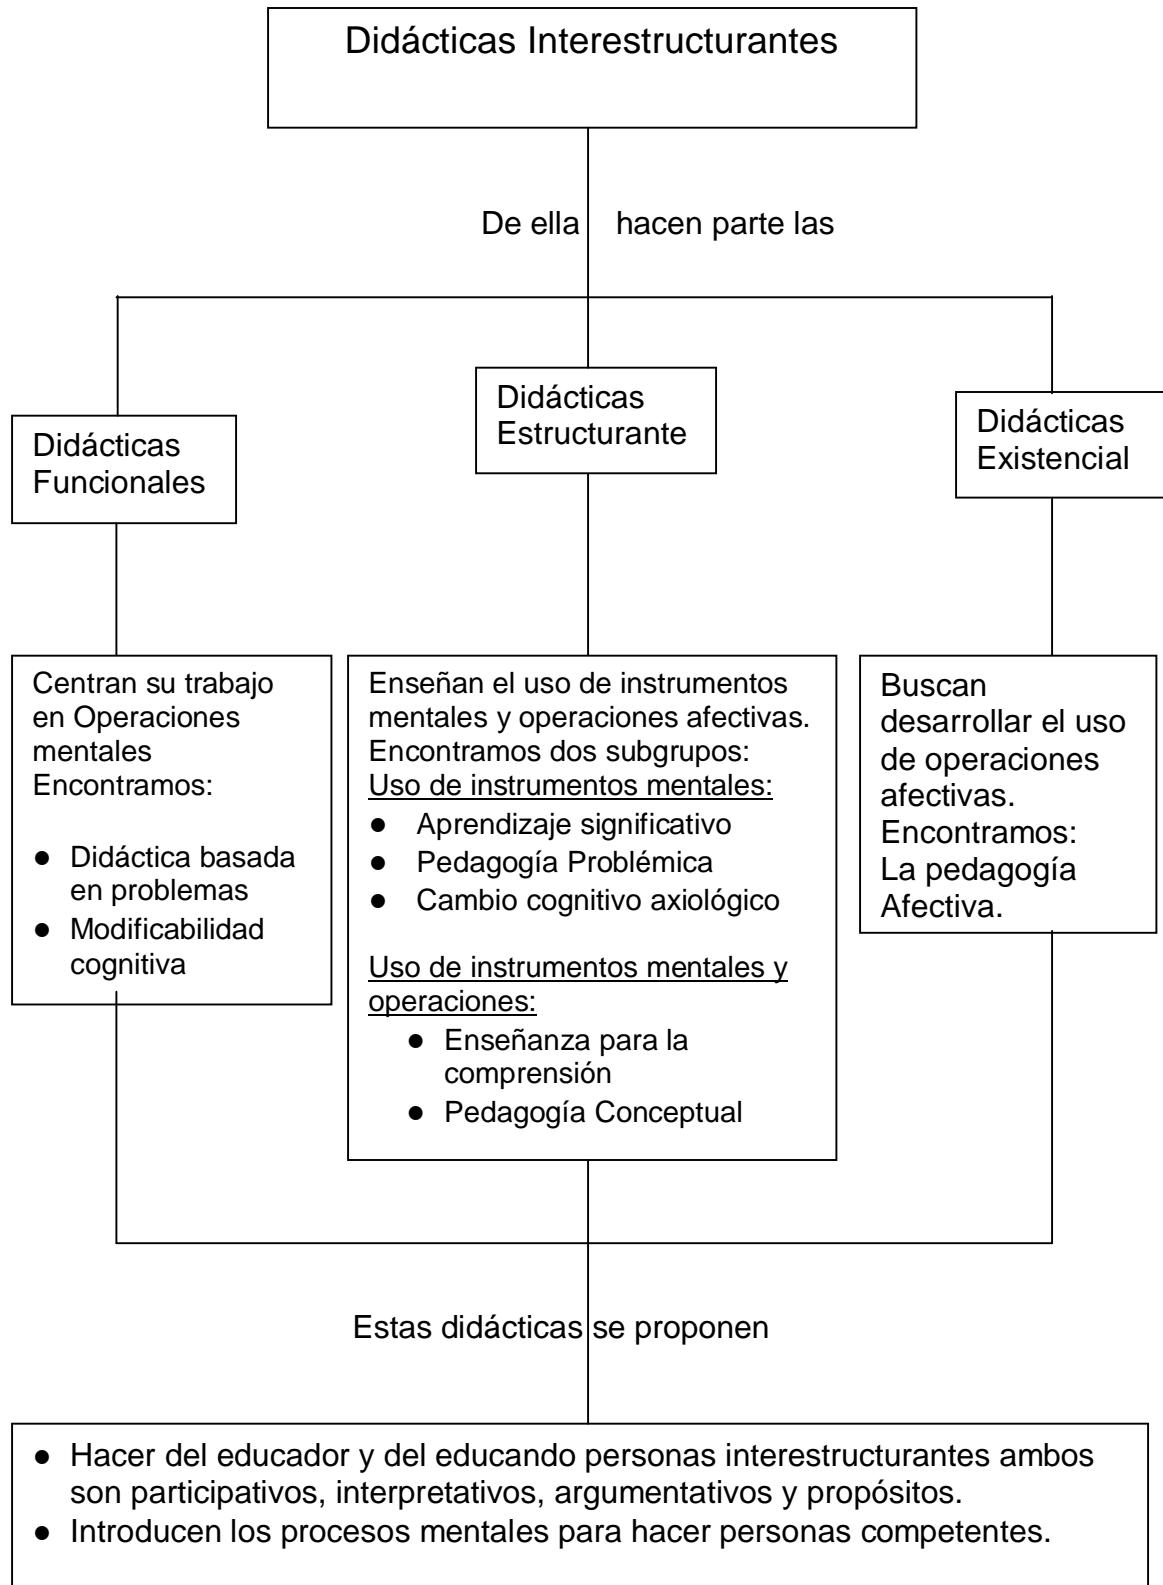 Didácticas Interestructurantes
De ella hacen parte las
Didácticas
Funcionales
Didácticas
Estructurante
Didácticas
Existencial
Centran su trabajo
en Operaciones
mentales
Encontramos:
● Didáctica basada
en problemas
● Modificabilidad
cognitiva
Enseñan el uso de instrumentos
mentales y operaciones afectivas.
Encontramos dos subgrupos:
Uso de instrumentos mentales:
● Aprendizaje significativo
● Pedagogía Problémica
● Cambio cognitivo axiológico
Uso de instrumentos mentales y
operaciones:
● Enseñanza para la
comprensión
● Pedagogía Conceptual
Buscan
desarrollar el uso
de operaciones
afectivas.
Encontramos:
La pedagogía
Afectiva.
Estas didácticas se proponen
● Hacer del educador y del educando personas interestructurantes ambos
son participativos, interpretativos, argumentativos y propósitos.
● Introducen los procesos mentales para hacer personas competentes.